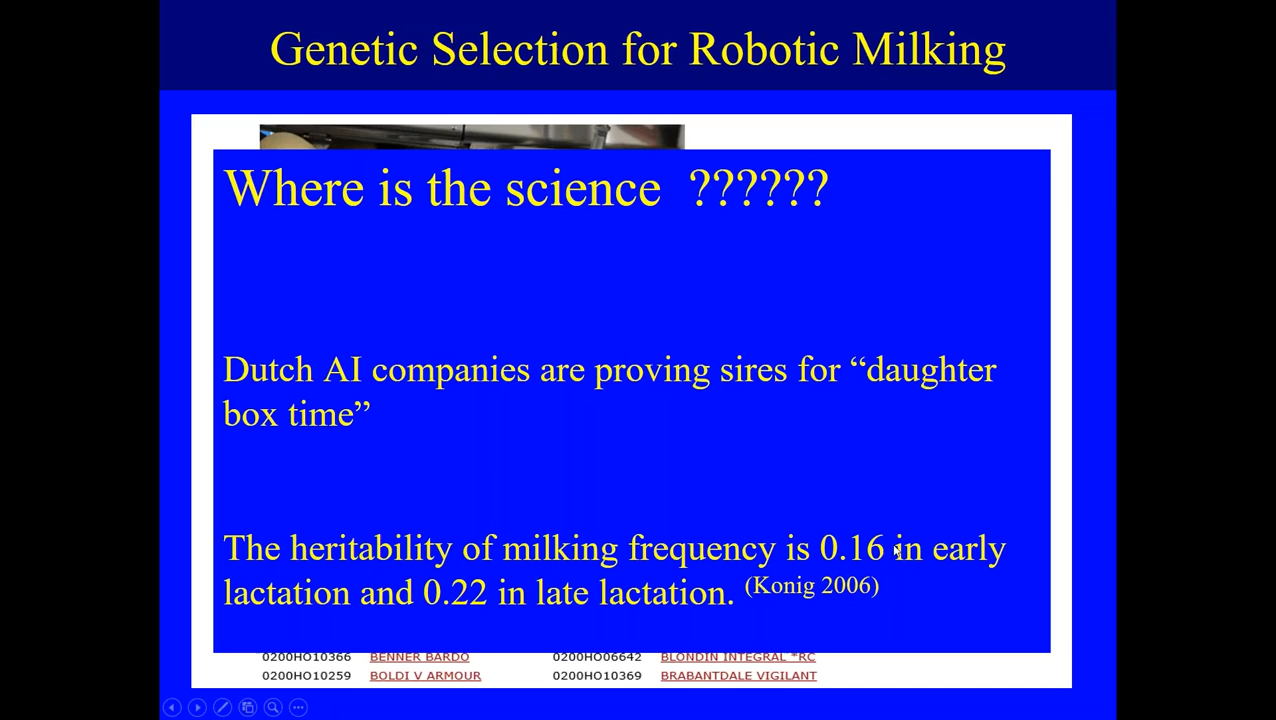 Genetic Selection for Robotic Milking
Where is the science ??????
Dutch AI companies are proving sires for “daughter
box time”
The heritability of milking frequency is 0.16 in early
lactation and 0.22 in late lactation. (Konig 2006)
0200HO10366 BENNER BARDO 0200HO06642 BLONDIN INTEGRAL *RC
0200HO10259 BOLDI V ARMOUR 0200HO10369 BRABANTDALE VIGILANT